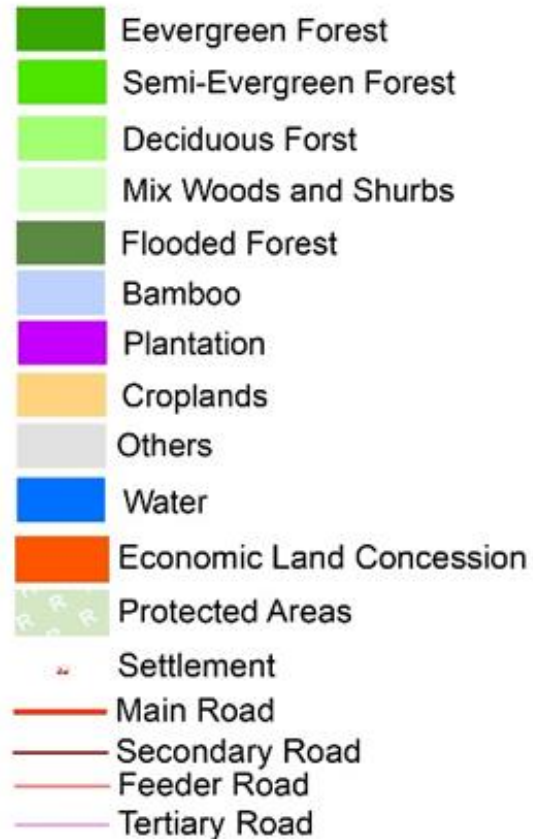 Eevergreen Forest
Semi-Evergreen Forest
Deciduous Forst
Mix Woods and Shurbs
Flooded Forest
Bamboo
Plantation
Croplands
Others
Water
Economic Land Concession
R R R R R
Protected Areas
Settlement
Main Road
Secondary Road
Feeder Road
Tertiary Road